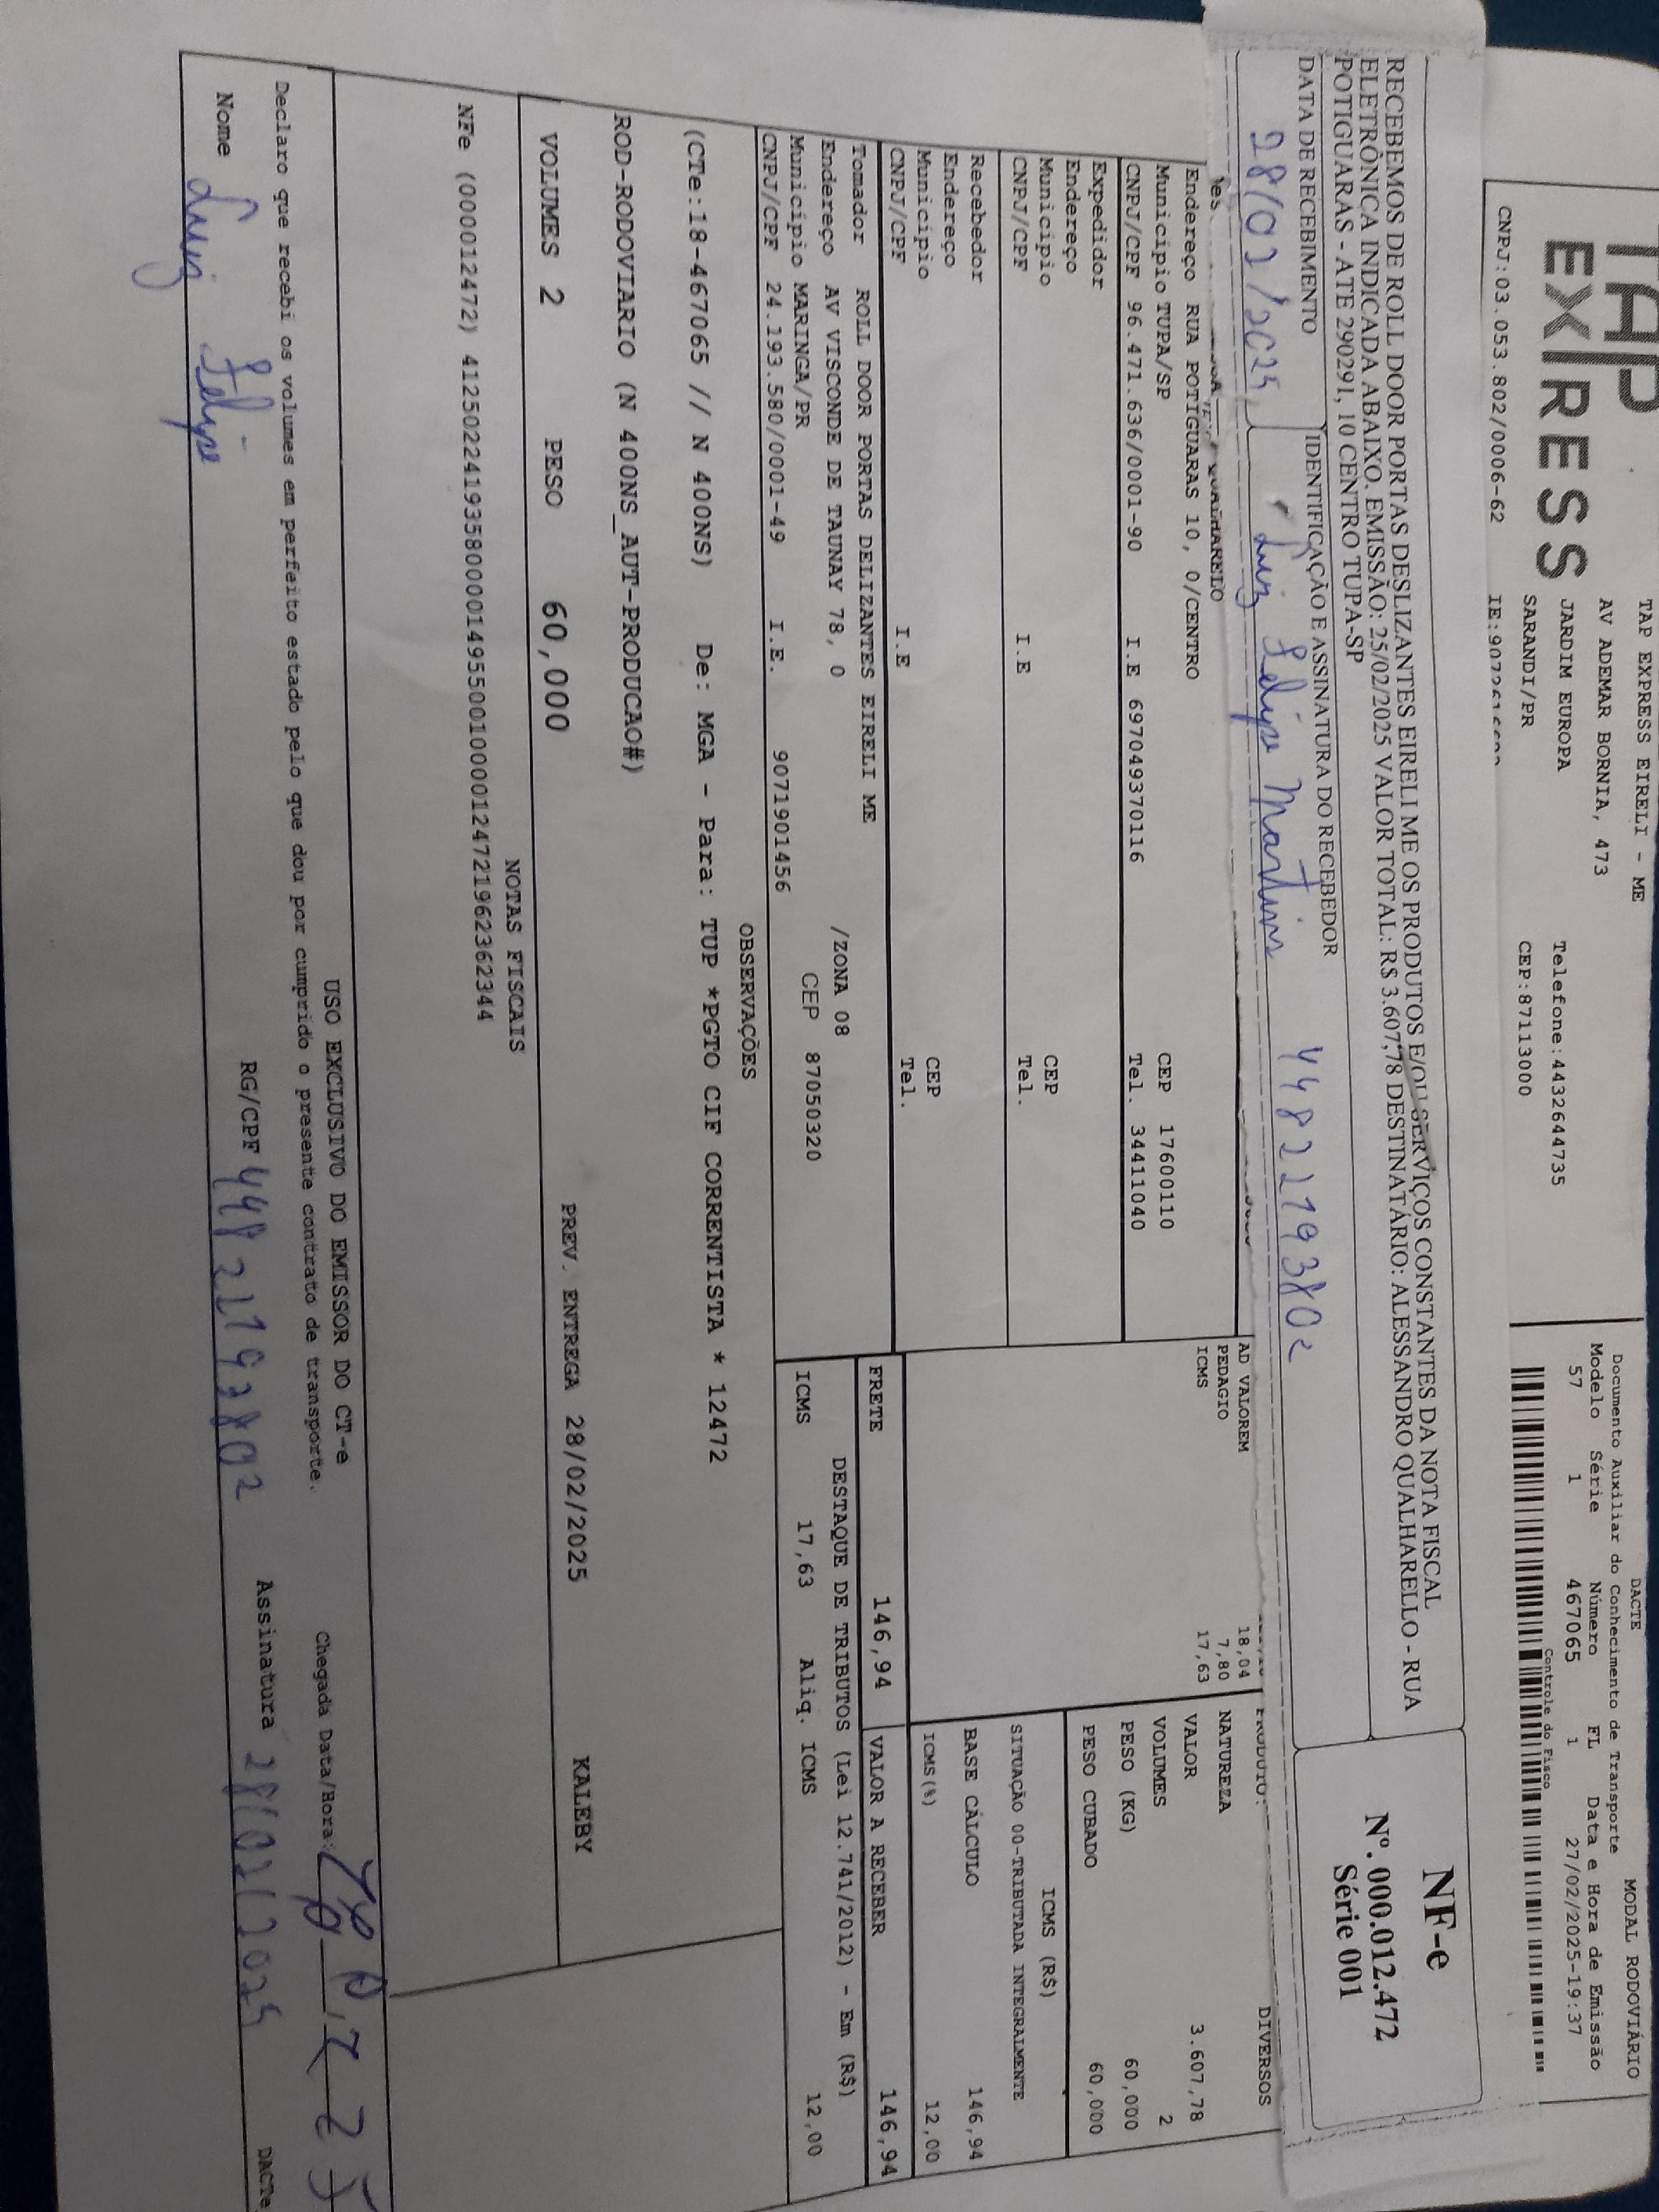 TAP
EXPRESS
TAP EXPRESS EIRELI - ME
AV ADEMAR BORNIA, 473
JARDIM EUROPA Telefone:4432644735
SARANDI/PR CEP:87113000
CNPJ:03.053.802/0006-62
DACTE
Documento Auxiliar do Conhecimento de Transporte
MODAL RODOVIÁRIO
Modelo Série Número FL Data e Hora de Emissão
57 1 467065 1 27/02/2025-19:37
Controle do Fisco
RECEBEMOS DE ROLL DOOR PORTAS DESLIZANTES EIRELI ME OS PRODUTOS E/OU SERVIÇOS CONSTANTES DA NOTA FISCAL
ELETRÔNICA INDICADA ABAIXO. EMISSÃO: 25/02/2025 VALOR TOTAL: R$ 3.607,78 DESTINATÁRIO: ALESSANDRO QUALHARELLO - RUA
POTIGUARAS - ATE 290291, 10 CENTRO TUPA-SP
DATA DE RECEBIMENTO IDENTIFICAÇÃO E ASSINATURA DO RECEBEDOR
28/02/2025 Luiz Felipe Martins 44822193802
NF-e
Nº. 000.012.472
Série 001
Endereço RUA POTIGUARAS 10, 0/CENTRO
Município TUPA/SP CEP 17600110
CNPJ/CPF 96.471.636/0001-90 I.E 697049370116 Tel. 34411040
Expedidor
Endereço
Município CEP
CNPJ/CPF I.E Tel.
Recebedor
Endereço
Município CEP
CNPJ/CPF I.E Tel.
Tomador ROLL DOOR PORTAS DELIZANTES EIRELI ME
Endereço AV VISCONDE DE TAUNAY 78, 0 /ZONA 08
Município MARINGA/PR CEP 87050320
CNPJ/CPF 24.193.580/0001-49 I.E. 9071901456
AD VALOREM 18,04
PEDAGIO 7,80
ICMS 17,63
DIVERSOS
NATUREZA
VALOR 3.607,78
VOLUMES 2
PESO (KG) 60,000
PESO CUBADO 60,000
ICMS (R$)
SITUAÇÃO 00-TRIBUTADA INTEGRALMENTE
BASE CÁLCULO 146,94
ICMS(%) 12,00
FRETE 146,94 VALOR A RECEBER 146,94
DESTAQUE DE TRIBUTOS (Lei 12.741/2012) - Em (R$)
ICMS 17,63 Aliq. ICMS 12,00
OBSERVAÇÕES
(CTe:18-467065 // N 400NS) De: MGA - Para: TUP *PGTO CIF CORRENTISTA * 12472
ROD-RODOVIARIO (N 400NS_AUT-PRODUCAO#)
VOLUMES 2 PESO 60,000 PREV. ENTREGA 28/02/2025 KALEBY
NOTAS FISCAIS
NFe (000012472) 41250224193580000149550010000124721962362344
USO EXCLUSIVO DO EMISSOR DO CT-e
Declaro que recebi os volumes em perfeito estado pelo que dou por cumprido o presente contrato de transporte.
Chegada Data/Hora:
Nome Luiz Felipe RG/CPF 44822193802 Assinatura 28/02/2025